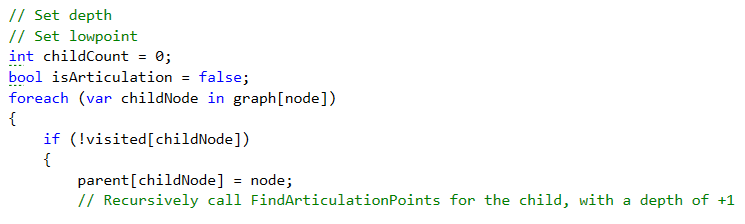 // Set depth
// Set lowpoint
int childCount = 0;
bool isArticulation = false;
foreach (var childNode in graph[node])
{
    if (!visited[childNode])
    {
        parent[childNode] = node;
        // Recursively call FindArticulationPoints for the child, with a depth of +1